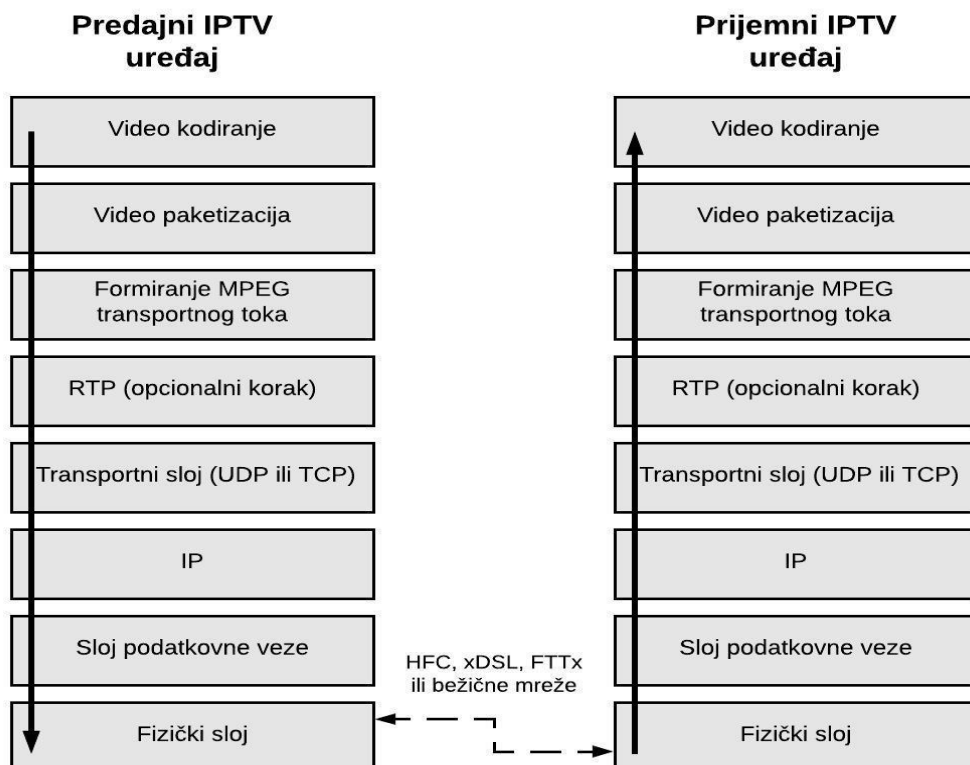 Predajni IPTV
uređaj
Video kodiranje
Video paketizacija
Formiranje MPEG
transportnog toka
RTP (opcionalni korak)
Transportni sloj (UDP ili TCP)
IP
Sloj podatkovne veze
Fizički sloj
HFC, xDSL, FTTx
ili bežične mreže
Prijemni IPTV
uređaj
Video kodiranje
Video paketizacija
Formiranje MPEG
transportnog toka
RTP (opcionalni korak)
Transportni sloj (UDP ili TCP)
IP
Sloj podatkovne veze
Fizički sloj